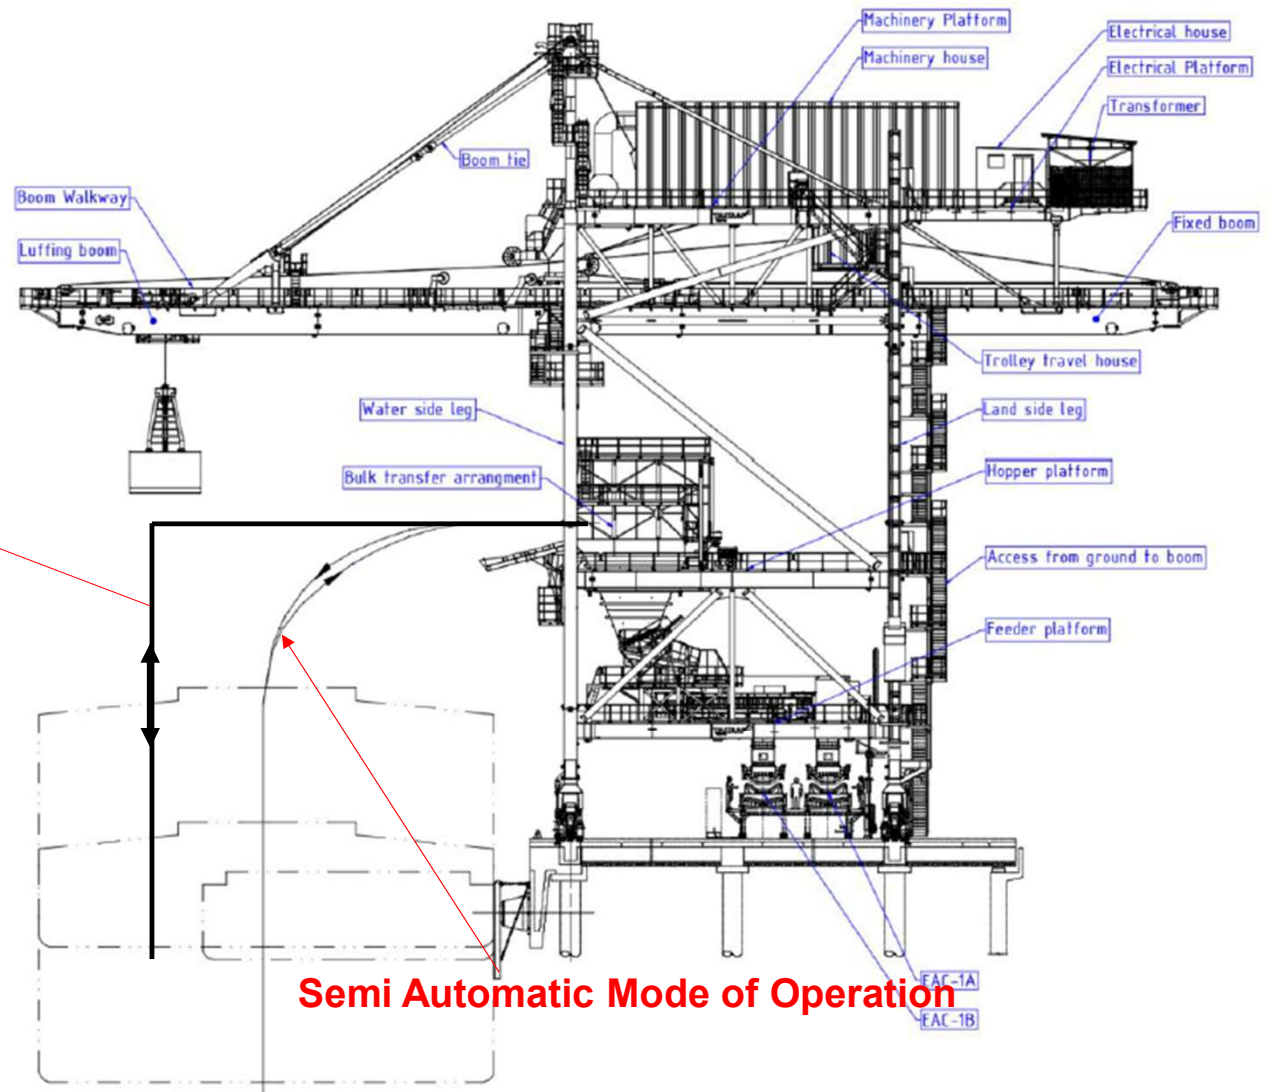 Machinery Platform
Electrical house
Machinery house
Electrical Platform
Transformer
Boom tie
Boom Walkway
Fixed boom
Luffing boom
Trolley travel house
Water side leg
Land side leg
Hopper platform
Bulk transfer arrangment
Access from ground to boom
Feeder platform
EAC-1A
Semi Automatic Mode of Operation
EAC-1B